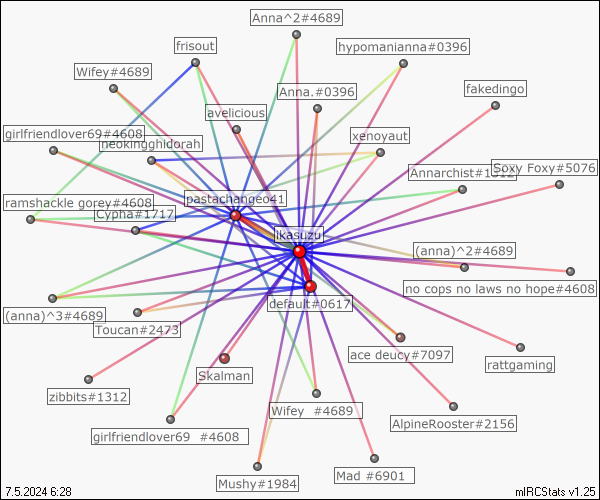 Anna^2#4689
frisout
hypomanianna#0396
Wifey#4689
fakedingo
Anna.#0396
avelicious
girlfriendlover69#4608
neokingghidorah
xenoyaut
Soxy Foxy#5076
pastachangeo41
ramshackle gorey#4608
Cypha#1717
ikasuzu
(anna)^2#4689
no cops no laws no hope#4608
default#0617
(anna)^3#4689
Toucan#2473
ace deucy#7097
rattgaming
Skalman
zibbits#1312
Wifey #4689
AlpineRooster#2156
girlfriendlover69 #4608
Mad #6901
Mushy#1984
7.5.2024 6:28
mIRCStats v1.25